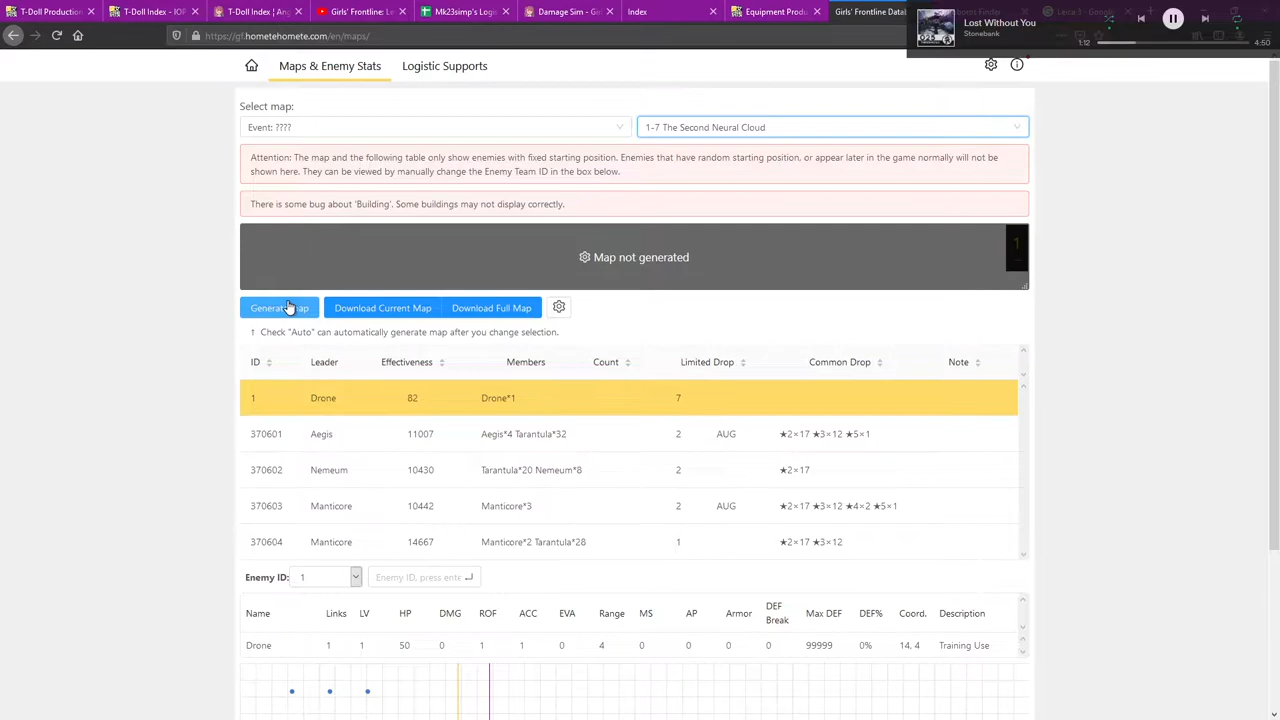 T-Doll Production
T-Doll Index - IOP
T-Doll Index | Ang
Girls' Frontline: Le
Mk23simp's Logis
Damage Sim - Gir
Index
Equipment Produ
Girls' Frontline Datab
Lost Without You
Stonebank
1:12
4:50
https://gf.hometehomete.com/en/maps/
Maps & Enemy Stats
Logistic Supports
Select map:
Event: ????
1-7 The Second Neural Cloud
Attention: The map and the following table only show enemies with fixed starting position. Enemies that have random starting position, or appear later in the game normally will not be
shown here. They can be viewed by manually change the Enemy Team ID in the box below.
There is some bug about 'Building'. Some buildings may not display correctly.
Map not generated
1
Generate Map Download Current Map Download Full Map
↑ Check "Auto" can automatically generate map after you change selection.
ID Leader Effectiveness Members Count Limited Drop Common Drop Note
1 Drone 82 Drone*1 7
370601 Aegis 11007 Aegis*4 Tarantula*32 2 AUG ★2×17 ★3×12 ★5×1
370602 Nemeum 10430 Tarantula*20 Nemeum*8 2 ★2×17
370603 Manticore 10442 Manticore*3 2 AUG ★2×17 ★3×12 ★4×2 ★5×1
370604 Manticore 14667 Manticore*2 Tarantula*28 1 ★2×17 ★3×12
Enemy ID: 1 Enemy ID, press ente
Name Links LV HP DMG ROF ACC EVA Range MS AP Armor DEF Break Max DEF DEF% Coord. Description
Drone 1 1 50 0 1 1 0 4 0 0 0 0 99999 0% 14, 4 Training Use